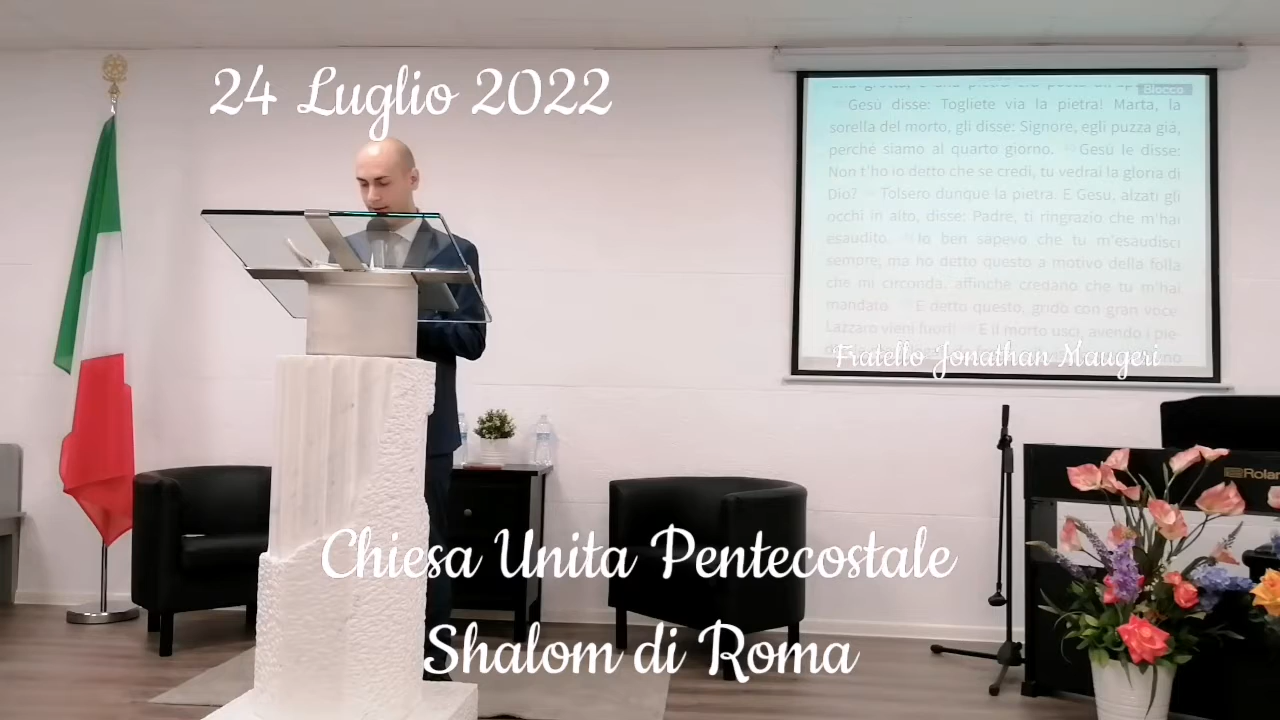 24 Luglio 2022
Blocco
Gesù disse: Togliete via la pietra! Marta, la
sorella del morto, gli disse: Signore, egli puzza già,
perché siamo al quarto giorno. Gesù le disse:
Non t'ho io detto che se credi, tu vedrai la gloria di
Dio? Tolsero dunque la pietra. E Gesù, alzati gli
occhi in alto, disse: Padre, ti ringrazio che m'hai
esaudito. Io ben sapevo che tu m'esaudisci
sempre; ma ho detto questo a motivo della folla
che mi circonda, affinché credano che tu m'hai
mandato. E detto questo, gridò con gran voce:
Lazzaro vieni fuori! E il morto uscì, avendo i pie-
Fratello Jonathan Maugeri
Roland
Chiesa Unita Pentecostale
Shalom di Roma